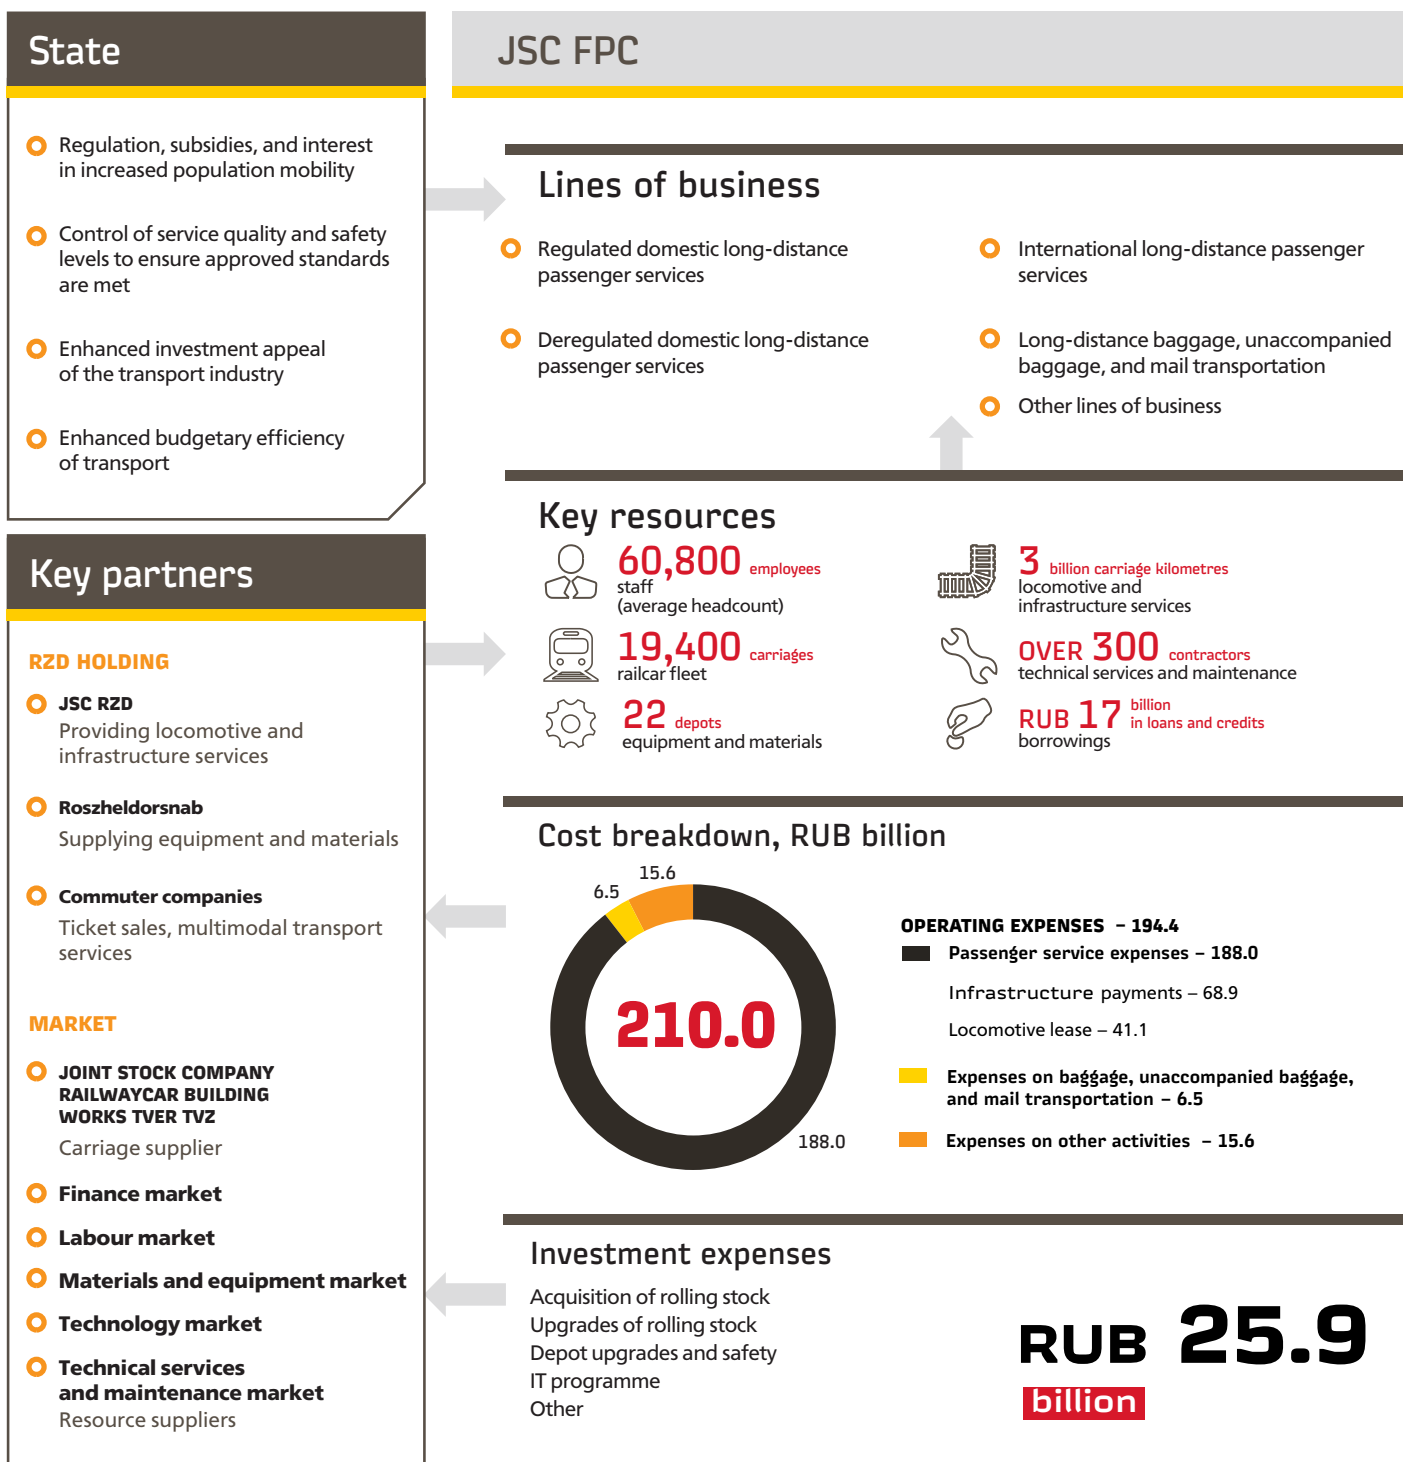 State
Regulation, subsidies, and interest
in increased population mobility
Control of service quality and safety
levels to ensure approved standards
are met
Enhanced investment appeal
of the transport industry
Enhanced budgetary efficiency
of transport
Key partners
RZD HOLDING
JSC RZD
Providing locomotive and
infrastructure services
Roszheldorsnab
Supplying equipment and materials
Commuter companies
Ticket sales, multimodal transport
services
MARKET
JOINT STOCK COMPANY
RAILWAYCAR BUILDING
WORKS TVER TVZ
Carriage supplier
Finance market
Labour market
Materials and equipment market
Technology market
Technical services
and maintenance market
Resource suppliers
JSC FPC
Lines of business
Regulated domestic long-distance
passenger services
Deregulated domestic long-distance
passenger services
International long-distance passenger
services
Long-distance baggage, unaccompanied
baggage, and mail transportation
Other lines of business
Key resources
60,800 employees
staff
(average headcount)
19,400 carriages
railcar fleet
22 depots
equipment and materials
3 billion carriage kilometres
locomotive and
infrastructure services
OVER 300 contractors
technical services and maintenance
RUB 17 billion
in loans and credits
borrowings
Cost breakdown, RUB billion
15.6
6.5
210.0
188.0
OPERATING EXPENSES – 194.4
Passenger service expenses – 188.0
Infrastructure payments – 68.9
Locomotive lease – 41.1
Expenses on baggage, unaccompanied baggage,
and mail transportation – 6.5
Expenses on other activities – 15.6
Investment expenses
Acquisition of rolling stock
Upgrades of rolling stock
Depot upgrades and safety
IT programme
Other
RUB 25.9
billion